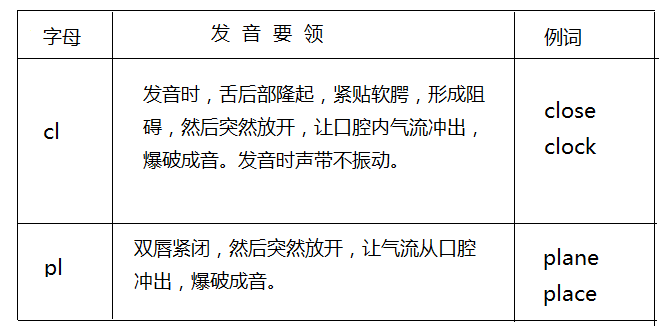 字母 发 音 要 领 例词
cl
发音时，舌后部隆起，紧贴软腭，形成阻
碍，然后突然放开，让口腔内气流冲出，
爆破成音。发音时声带不振动。
close
clock
pl
双唇紧闭，然后突然放开，让气流从口腔
冲出，爆破成音。
plane
place